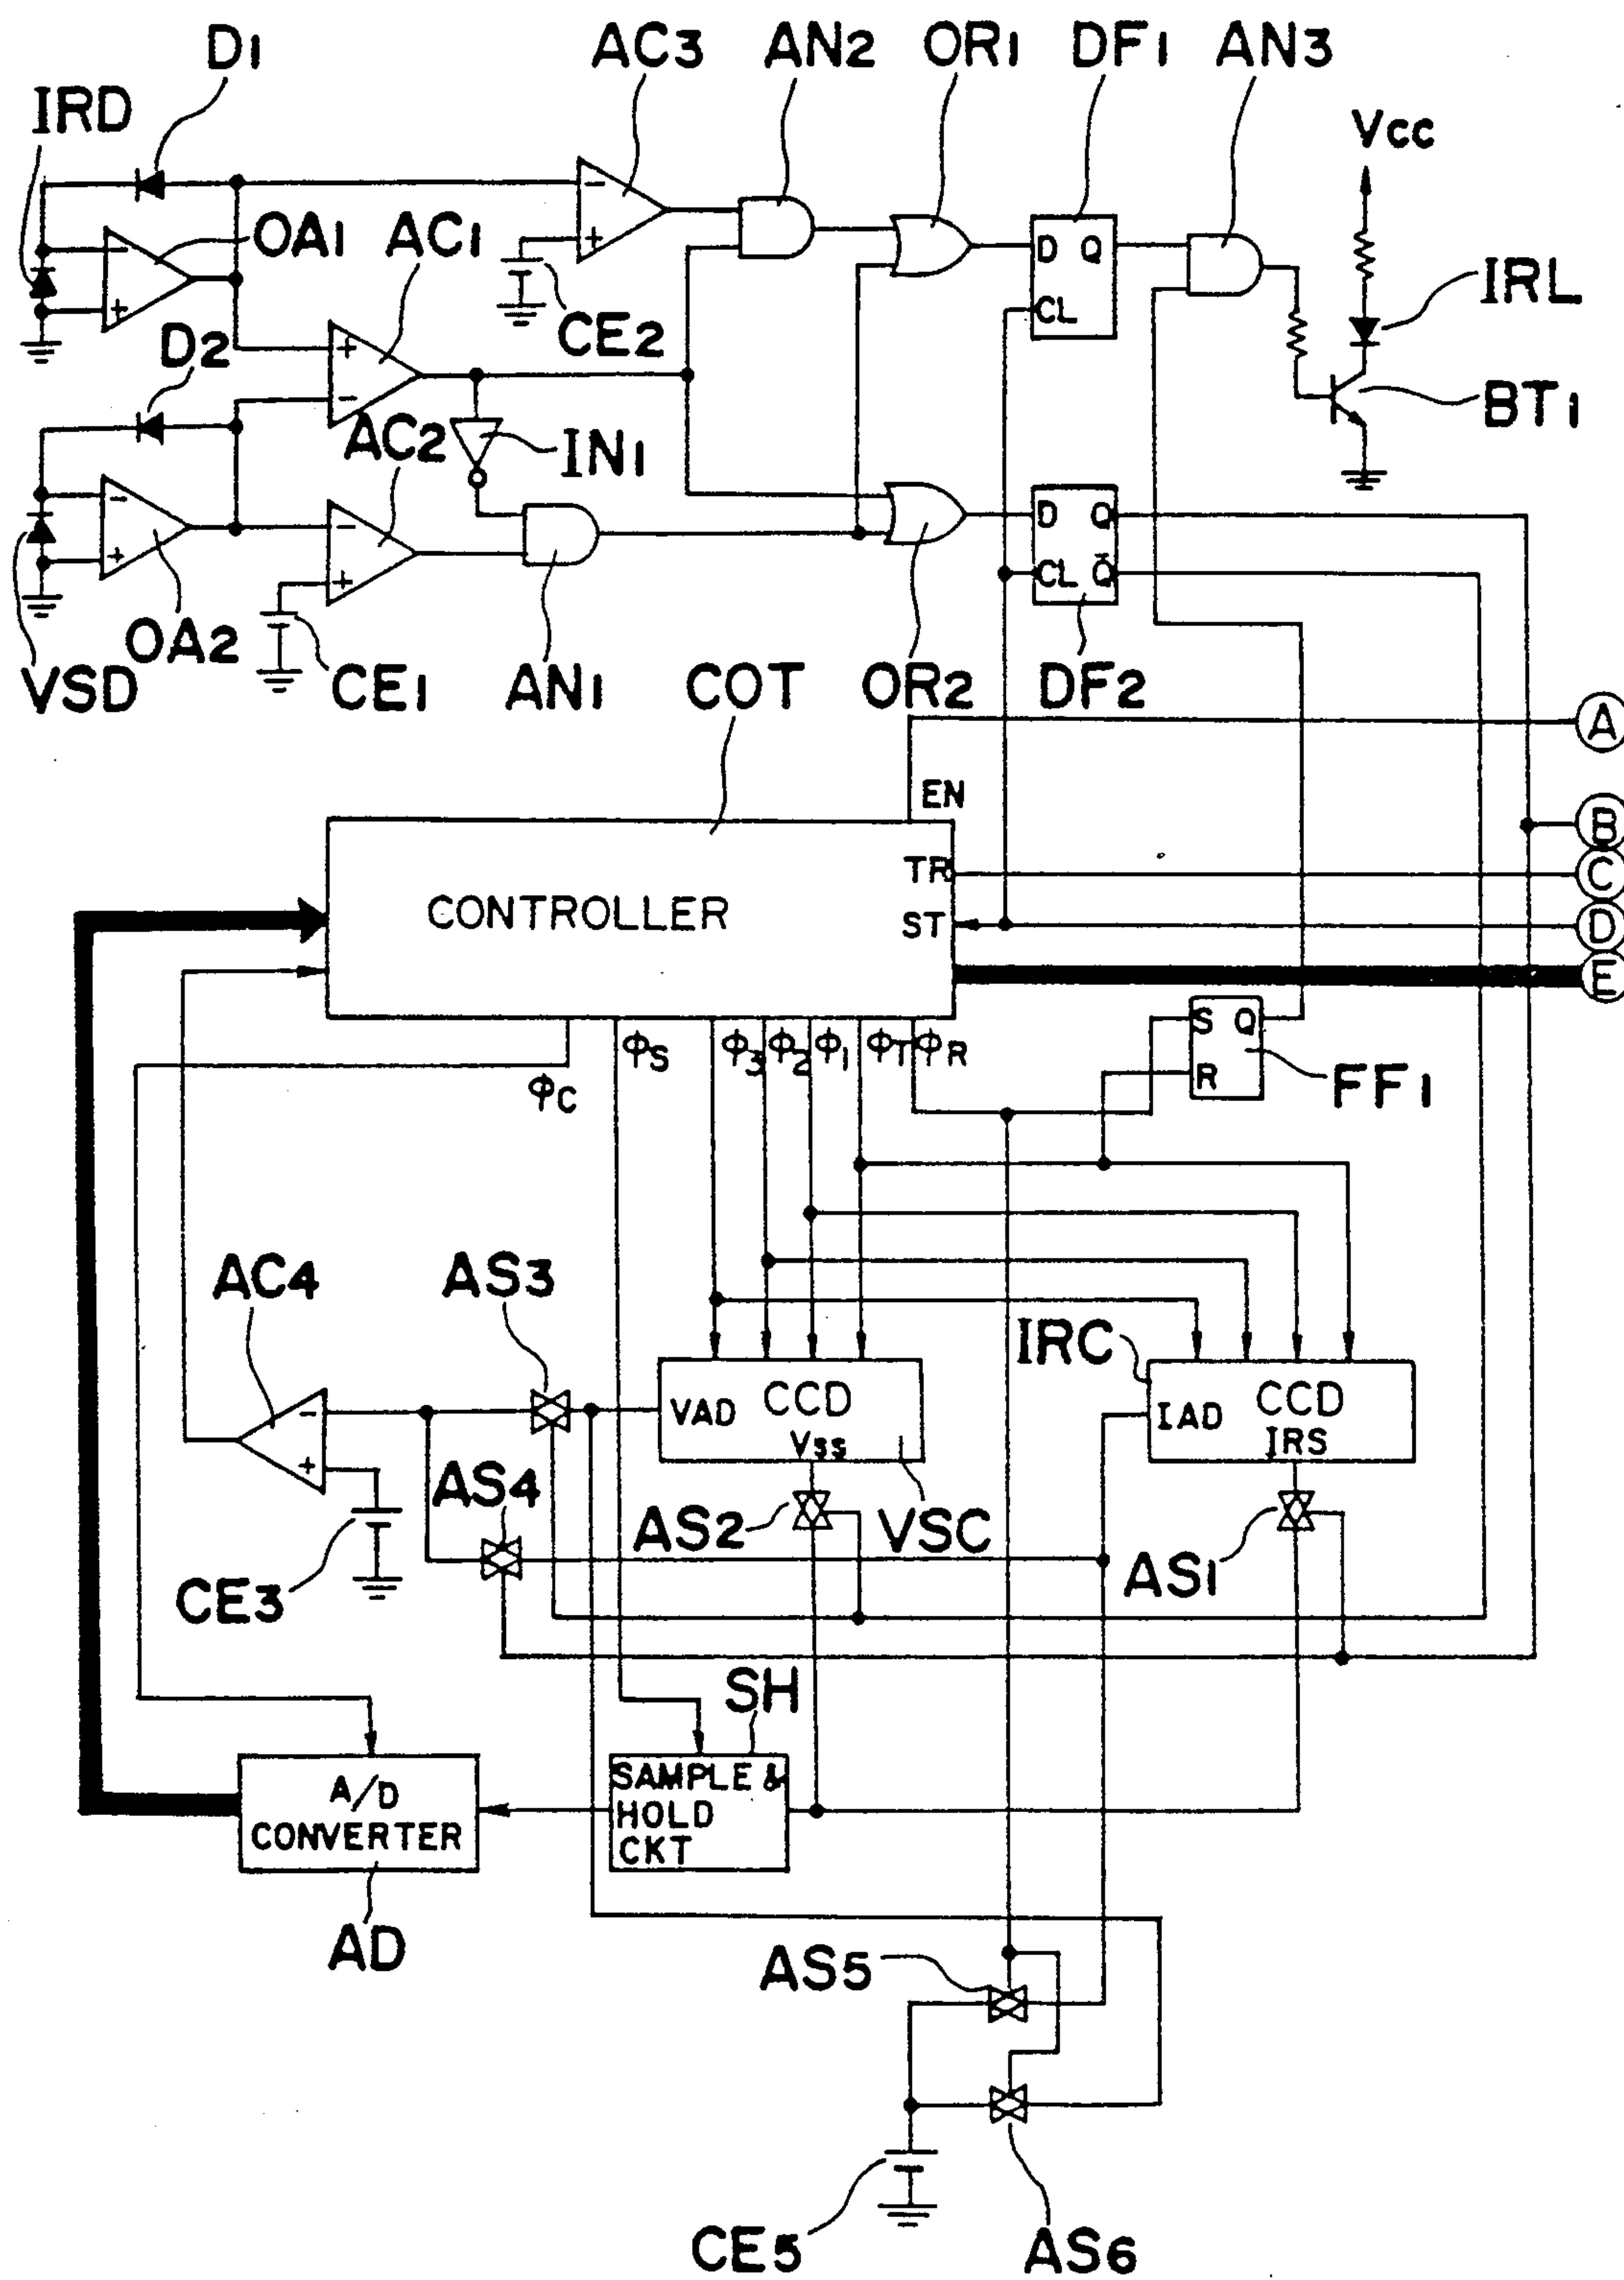 D1 AC3 AN2 OR1 DF1 AN3
IRD Vcc
OA1 AC1
D Q
IRL
CL
CE2
D2
BT1
AC2 IN1
D Q
CL Q̄
OA2
VSD CE1 AN1 COT OR2 DF2
A
EN
B
TR
C
CONTROLLER
ST
D
E
S Q
φS φ3 φ2 φ1 φT φR
R FF1
φC
AC4 AS3
IRC
VAD CCD
Vss
IAD CCD
IRS
AS4
AS2 VSC
AS1
CE3
SH
A/D
CONVERTER
SAMPLE &
HOLD
CKT
AD
AS5
CE5 AS6